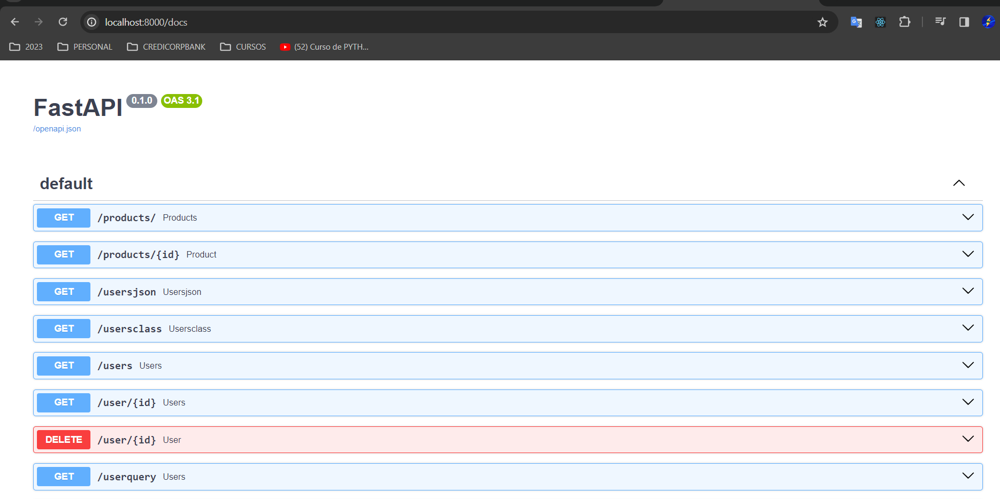 localhost:8000/docs
2023 PERSONAL CREDICORPBANK CURSOS (52) Curso de PYTH...
FastAPI 0.1.0 OAS 3.1
/openapi.json
default
GET /products/ Products
GET /products/{id} Product
GET /usersjson Usersjson
GET /usersclass Usersclass
GET /users Users
GET /user/{id} Users
DELETE /user/{id} User
GET /userquery Users